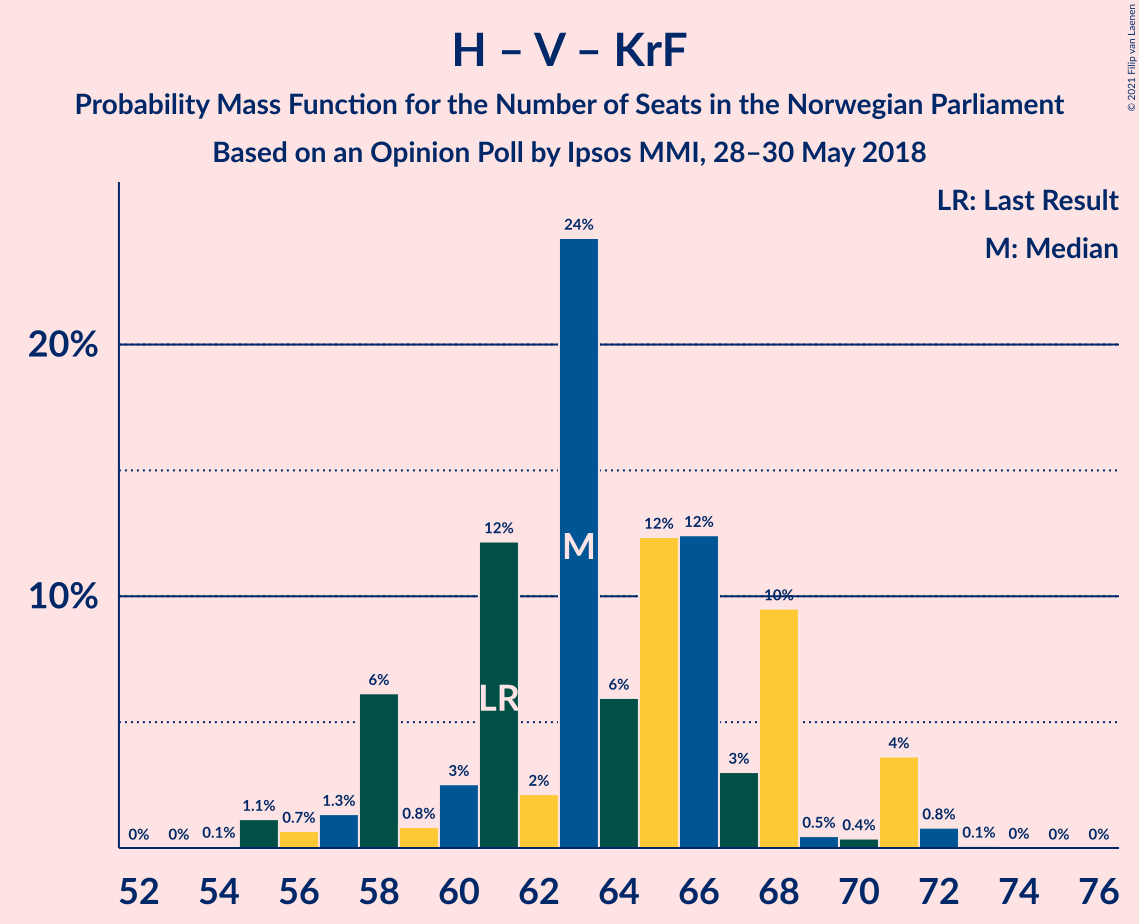 H – V – KrF
Probability Mass Function for the Number of Seats in the Norwegian Parliament
Based on an Opinion Poll by Ipsos MMI, 28–30 May 2018
© 2021 Filip van Laenen
LR: Last Result
M: Median
20%
10%
0% 0% 0.1% 1.1% 0.7% 1.3% 6% 0.8% 3% 12% 2% 24% 6% 12% 12% 3% 10% 0.5% 0.4% 4% 0.8% 0.1% 0% 0% 0%
LR M
52 54 56 58 60 62 64 66 68 70 72 74 76